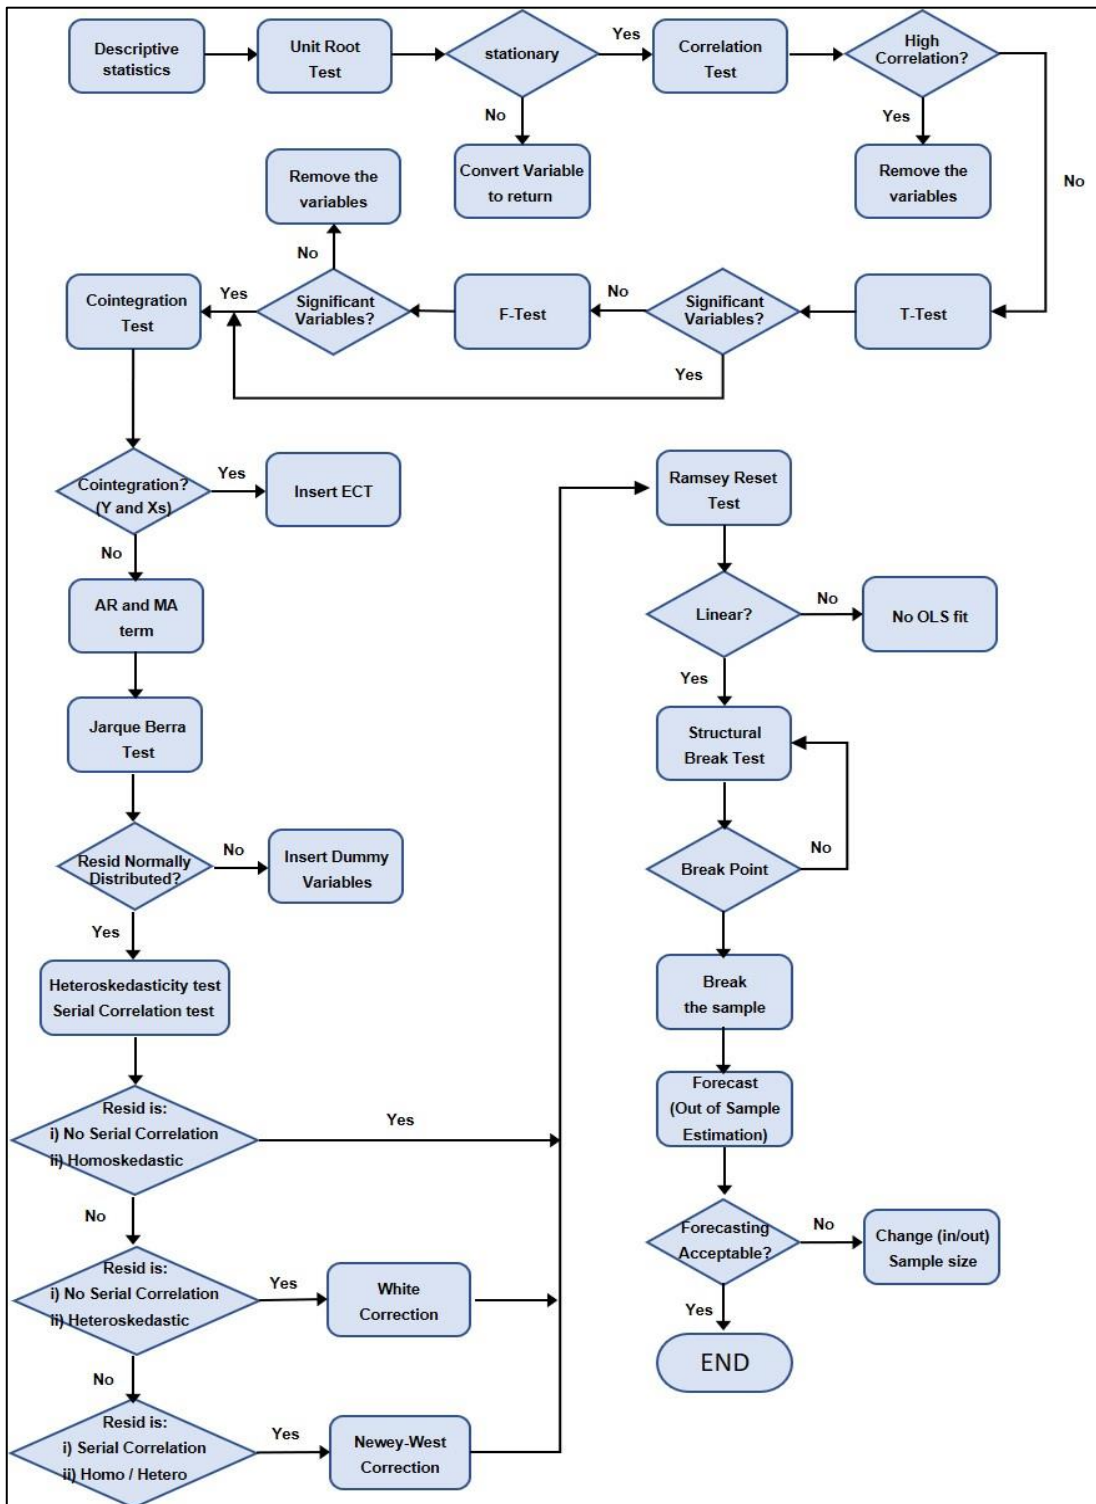 Descriptive
statistics
Unit Root
Test
stationary
Yes
Correlation
Test
High
Correlation?
No
Yes
No
Convert Variable
to return
Remove the
variables
Remove the
variables
No
Cointegration
Test
Yes
Significant
Variables?
F-Test
No
Significant
Variables?
T-Test
Yes
Cointegration?
(Y and Xs)
Yes
Insert ECT
No
AR and MA
term
Jarque Berra
Test
Resid Normally
Distributed?
No
Insert Dummy
Variables
Yes
Heteroskedasticity test
Serial Correlation test
Resid is:
i) No Serial Correlation
ii) Homoskedastic
Yes
No
Resid is:
i) No Serial Correlation
ii) Heteroskedastic
Yes
White
Correction
No
Resid is:
i) Serial Correlation
ii) Homo / Hetero
Yes
Newey-West
Correction
Ramsey Reset
Test
Linear?
No
No OLS fit
Yes
Structural
Break Test
Break Point
No
Break
the sample
Forecast
(Out of Sample
Estimation)
Forecasting
Acceptable?
No
Change (in/out)
Sample size
Yes
END